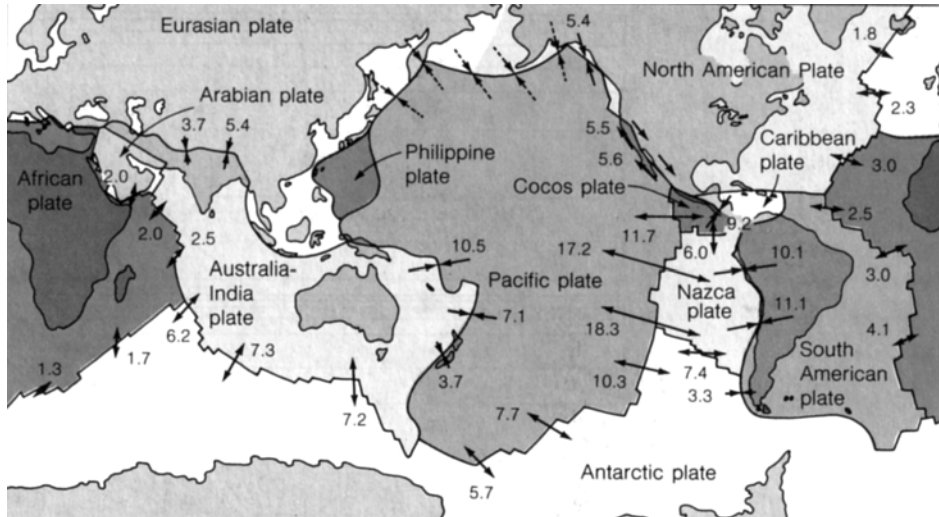 Eurasian plate
5.4
1.8
North American Plate
Arabian plate
3.7
5.4
2.3
5.5
Caribbean
plate
Philippine
plate
3.0
5.6
African
plate
2.0
Cocos plate
2.0
2.5
9.2
2.5
11.7
10.5
17.2
6.0
10.1
3.0
Australia-
India
plate
Pacific plate
Nazca
plate
11.1
6.2
7.1
18.3
4.1
7.3
1.7
South
American
plate
1.3
3.7
10.3
7.4
3.3
7.2
7.7
Antarctic plate
5.7